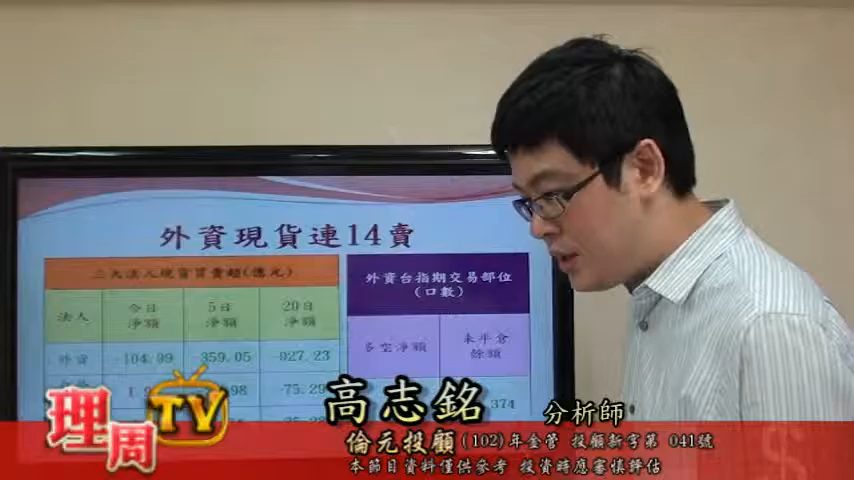 外資現貨連14賣
三大法人現貨買賣超(億元)
外資台指期交易部位
(口數)
法人 今日淨額 5日淨額 20日淨額
多空淨額 未平倉餘額
外資 -104.99 -359.05 -927.23
-75.29
374
理周TV
高志銘 分析師
倫元投顧 (102)年金管 投顧新字第 041號
本節目資料僅供參考 投資時應審慎評估